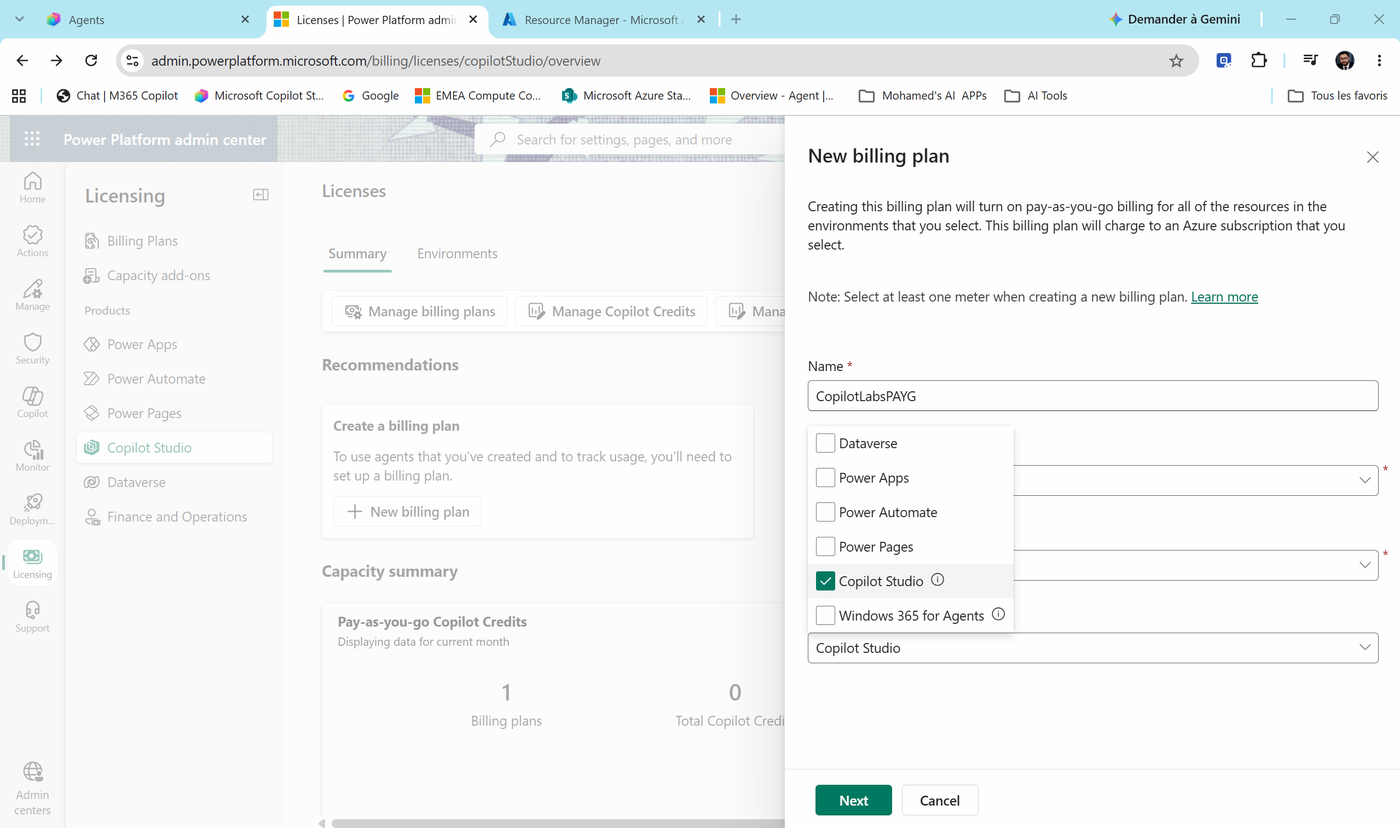 Agents
Licenses | Power Platform admin
Resource Manager - Microsoft
Demander à Gemini
admin.powerplatform.microsoft.com/billing/licenses/copilotStudio/overview
Chat | M365 Copilot
Microsoft Copilot St...
Google
EMEA Compute Co...
Microsoft Azure Sta...
Overview - Agent |...
Mohamed's AI APPs
AI Tools
Tous les favoris
Power Platform admin center
Search for settings, pages, and more
Home
Actions
Manage
Security
Copilot
Monitor
Deploym...
Licensing
Support
Admin
centers
Licensing
Billing Plans
Capacity add-ons
Products
Power Apps
Power Automate
Power Pages
Copilot Studio
Dataverse
Finance and Operations
Licenses
Summary
Environments
Manage billing plans
Manage Copilot Credits
Mana
Recommendations
Create a billing plan
To use agents that you've created and to track usage, you'll need to
set up a billing plan.
New billing plan
Capacity summary
Pay-as-you-go Copilot Credits
Displaying data for current month
1
Billing plans
0
Total Copilot Credi
New billing plan
Creating this billing plan will turn on pay-as-you-go billing for all of the resources in the
environments that you select. This billing plan will charge to an Azure subscription that you
select.
Note: Select at least one meter when creating a new billing plan. Learn more
Name *
CopilotLabsPAYG
Dataverse
Power Apps
*
Power Automate
Power Pages
*
Copilot Studio
Windows 365 for Agents
Copilot Studio
Next
Cancel